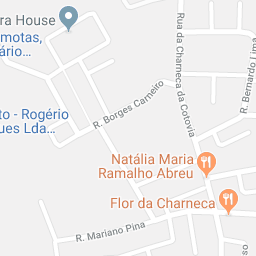 ra House
motas,
ário...
to - Rogério
ues Lda...
R. Borges Carneiro
Rua da Charneca da Cotovia
R. Bernardo Lima
Natália Maria
Ramalho Abreu
Flor da Charneca
R. Mariano Pina
so